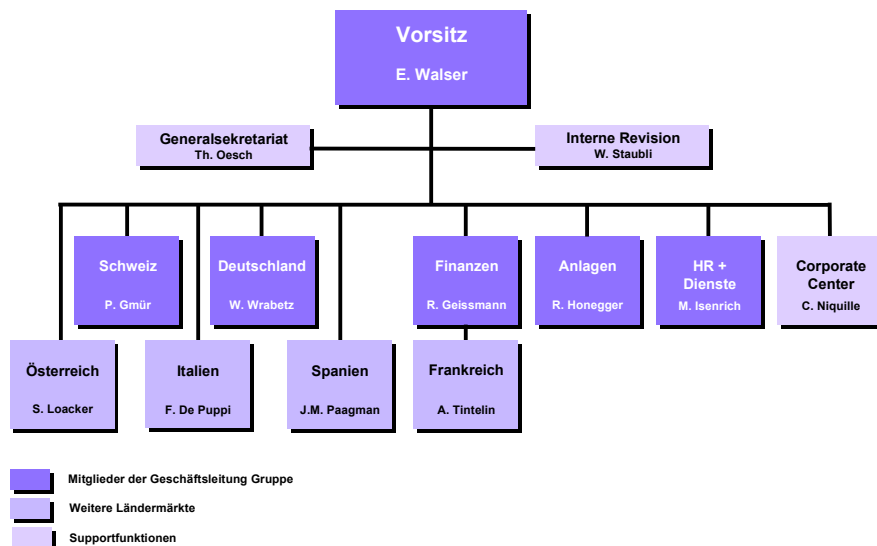 Vorsitz
E. Walser
Generalsekretariat
Th. Oesch
Interne Revision
W. Staubli
Schweiz
P. Gmür
Deutschland
W. Wrabetz
Finanzen
R. Geissmann
Anlagen
R. Honegger
HR +
Dienste
M. Isenrich
Corporate
Center
C. Niquille
Österreich
S. Loacker
Italien
F. De Puppi
Spanien
J.M. Paagman
Frankreich
A. Tintelin
Mitglieder der Geschäftsleitung Gruppe
Weitere Ländermärkte
Supportfunktionen